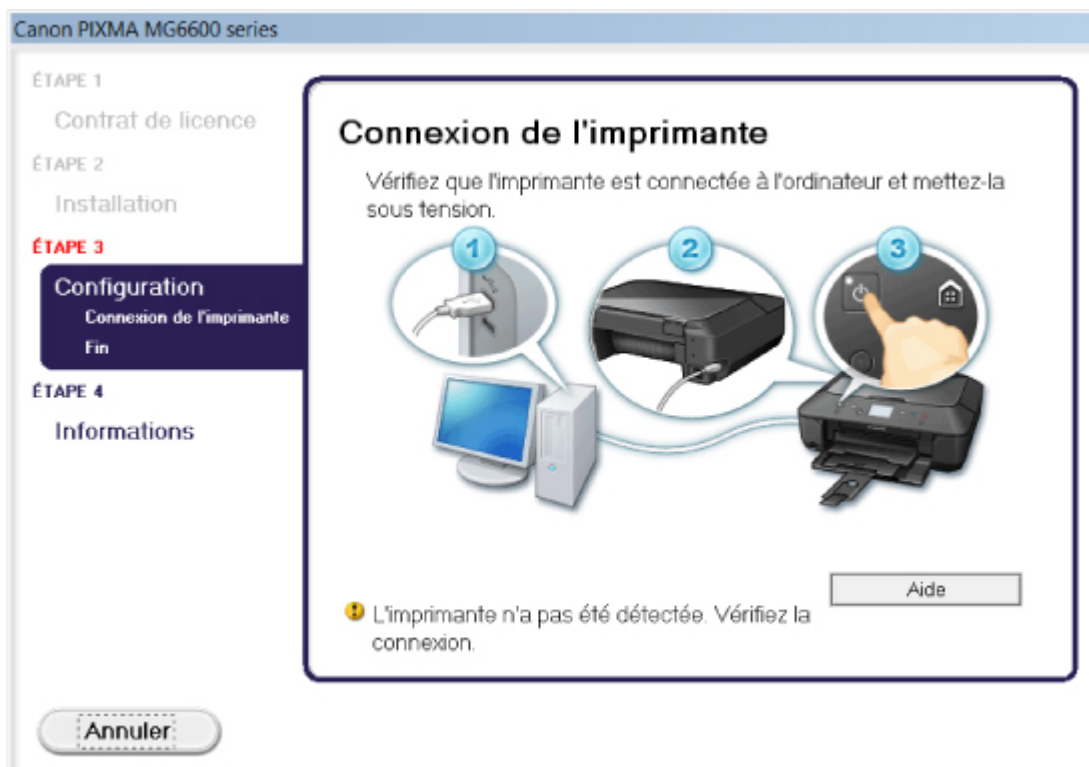 Canon PIXMA MG6600 series
ÉTAPE 1
Contrat de licence
ÉTAPE 2
Installation
ÉTAPE 3
Configuration
Connexion de l'imprimante
Fin
ÉTAPE 4
Informations
Connexion de l'imprimante
Vérifiez que l'imprimante est connectée à l'ordinateur et mettez-la
sous tension.
1
2
3
Aide
L'imprimante n'a pas été détectée. Vérifiez la
connexion.
Annuler